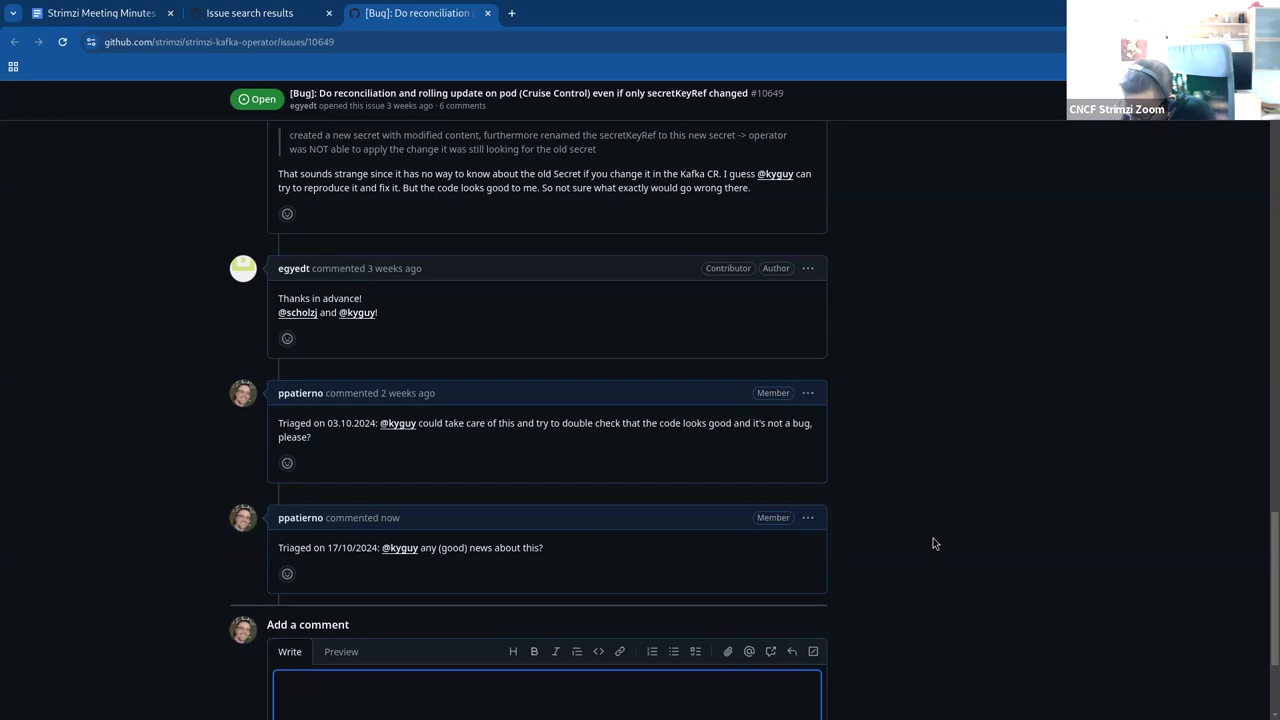 Strimzi Meeting Minutes
Issue search results
[Bug]: Do reconciliation
github.com/strimzi/strimzi-kafka-operator/issues/10649
CNCF Strimzi Zoom
Open
[Bug]: Do reconciliation and rolling update on pod (Cruise Control) even if only secretKeyRef changed #10649
egyedt opened this issue 3 weeks ago · 6 comments
created a new secret with modified content, furthermore renamed the secretKeyRef to this new secret -> operator
was NOT able to apply the change it was still looking for the old secret
That sounds strange since it has no way to know about the old Secret if you change it in the Kafka CR. I guess @kyguy can
try to reproduce it and fix it. But the code looks good to me. So not sure what exactly would go wrong there.
egyedt commented 3 weeks ago
Contributor
Author
Thanks in advance!
@scholzj and @kyguy!
ppatierno commented 2 weeks ago
Member
Triaged on 03.10.2024: @kyguy could take care of this and try to double check that the code looks good and it's not a bug,
please?
ppatierno commented now
Member
Triaged on 17/10/2024: @kyguy any (good) news about this?
Add a comment
Write
Preview